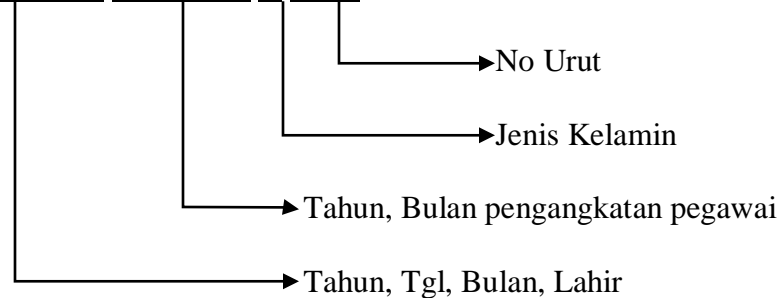 No Urut
Jenis Kelamin
Tahun, Bulan pengangkatan pegawai
Tahun, Tgl, Bulan, Lahir